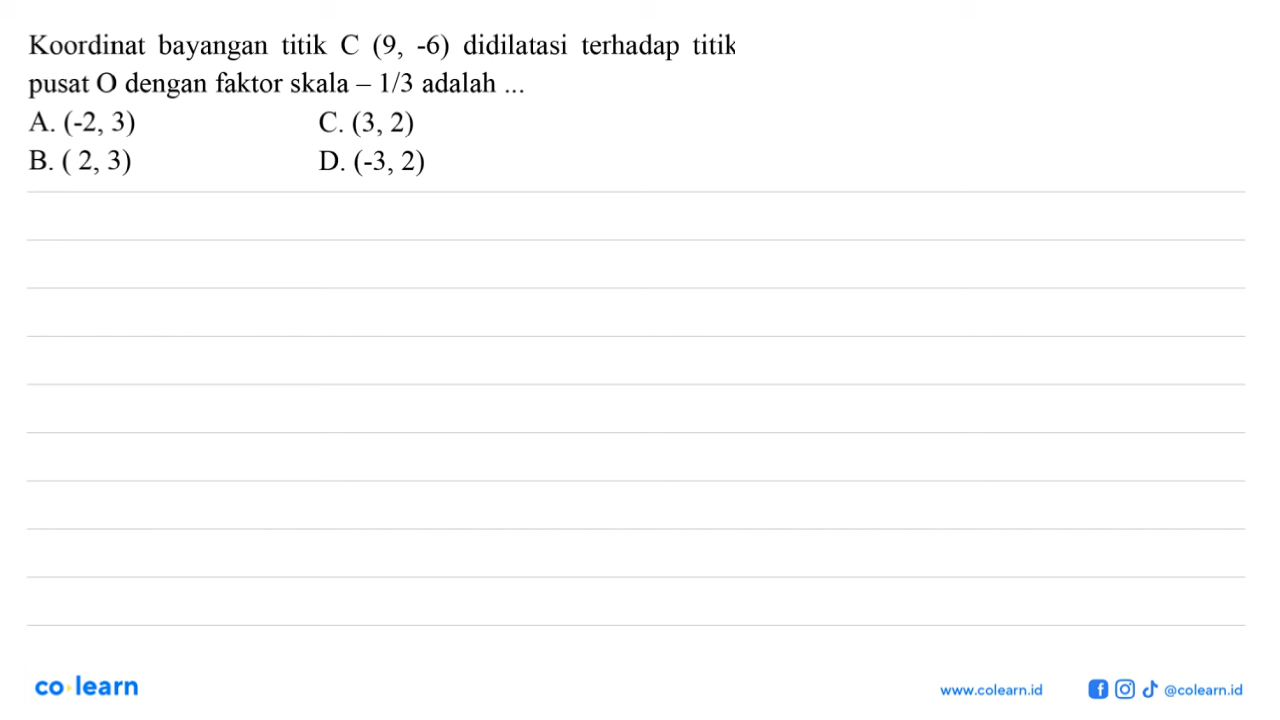 Koordinat bayangan titik C (9, -6) didilatasi terhadap titik
pusat O dengan faktor skala – 1/3 adalah ...
A. (-2, 3) C. (3, 2)
B. ( 2, 3) D. (-3, 2)
co learn www.colearn.id @colearn.id